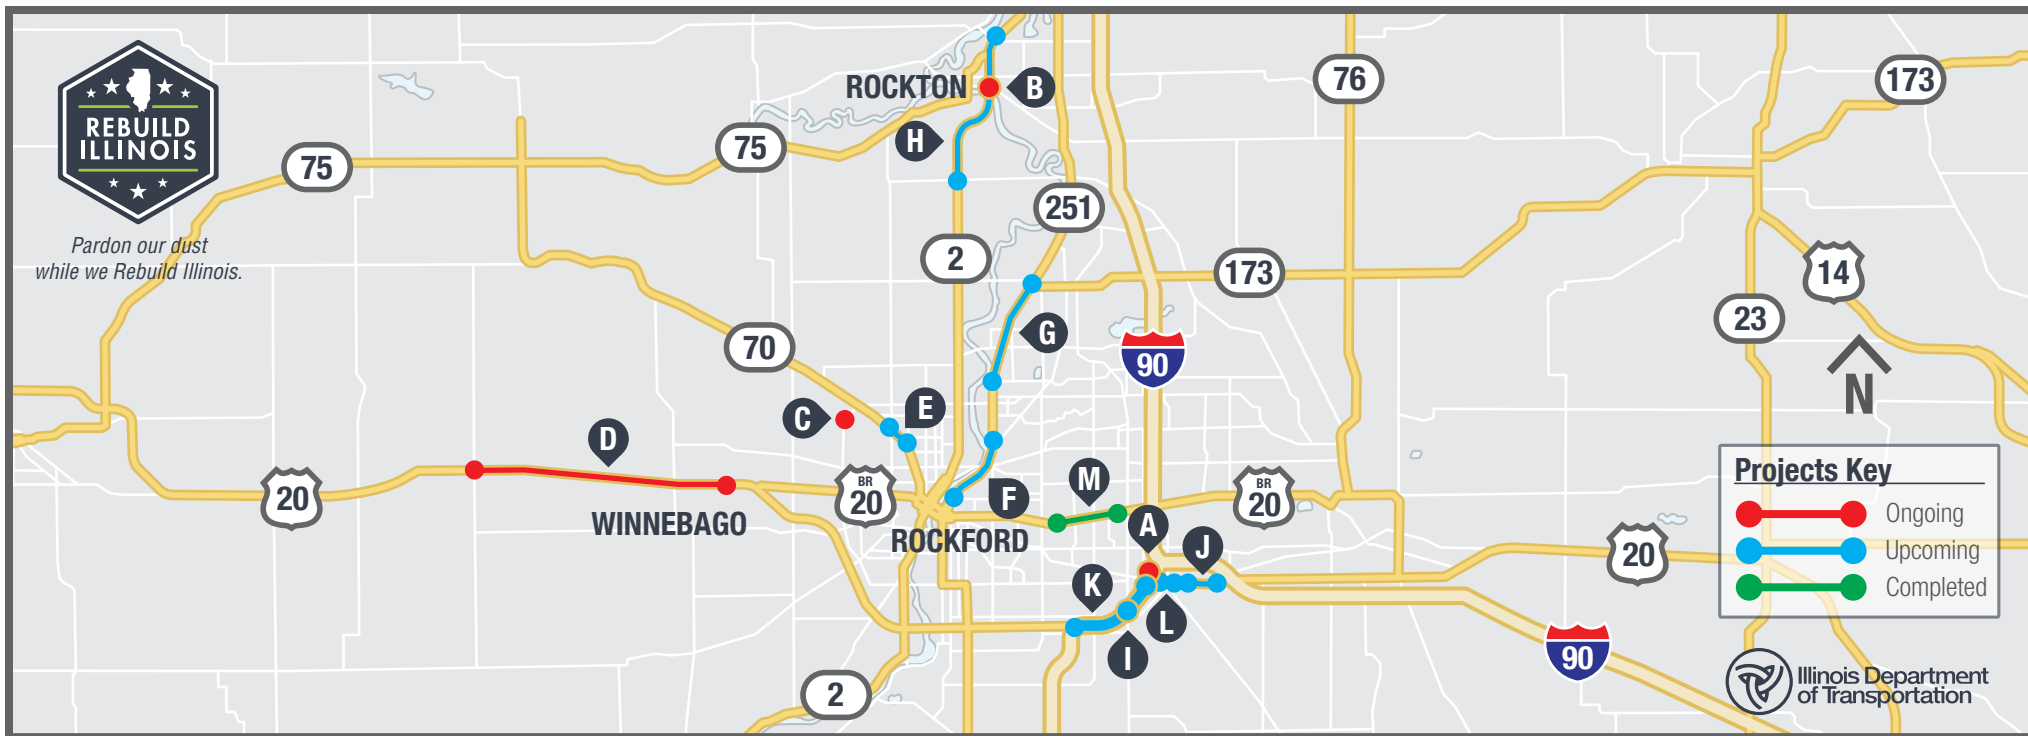 REBUILD
ILLINOIS
Pardon our dust
while we Rebuild Illinois.
ROCKTON
B
H
76
173
75
75
251
2
173
14
23
70
G
90
N
C
E
D
20
BR
20
WINNEBAGO
ROCKFORD
F
M
A
BR
20
J
K
L
I
20
2
90
Projects Key
Ongoing
Upcoming
Completed
Illinois Department
of Transportation